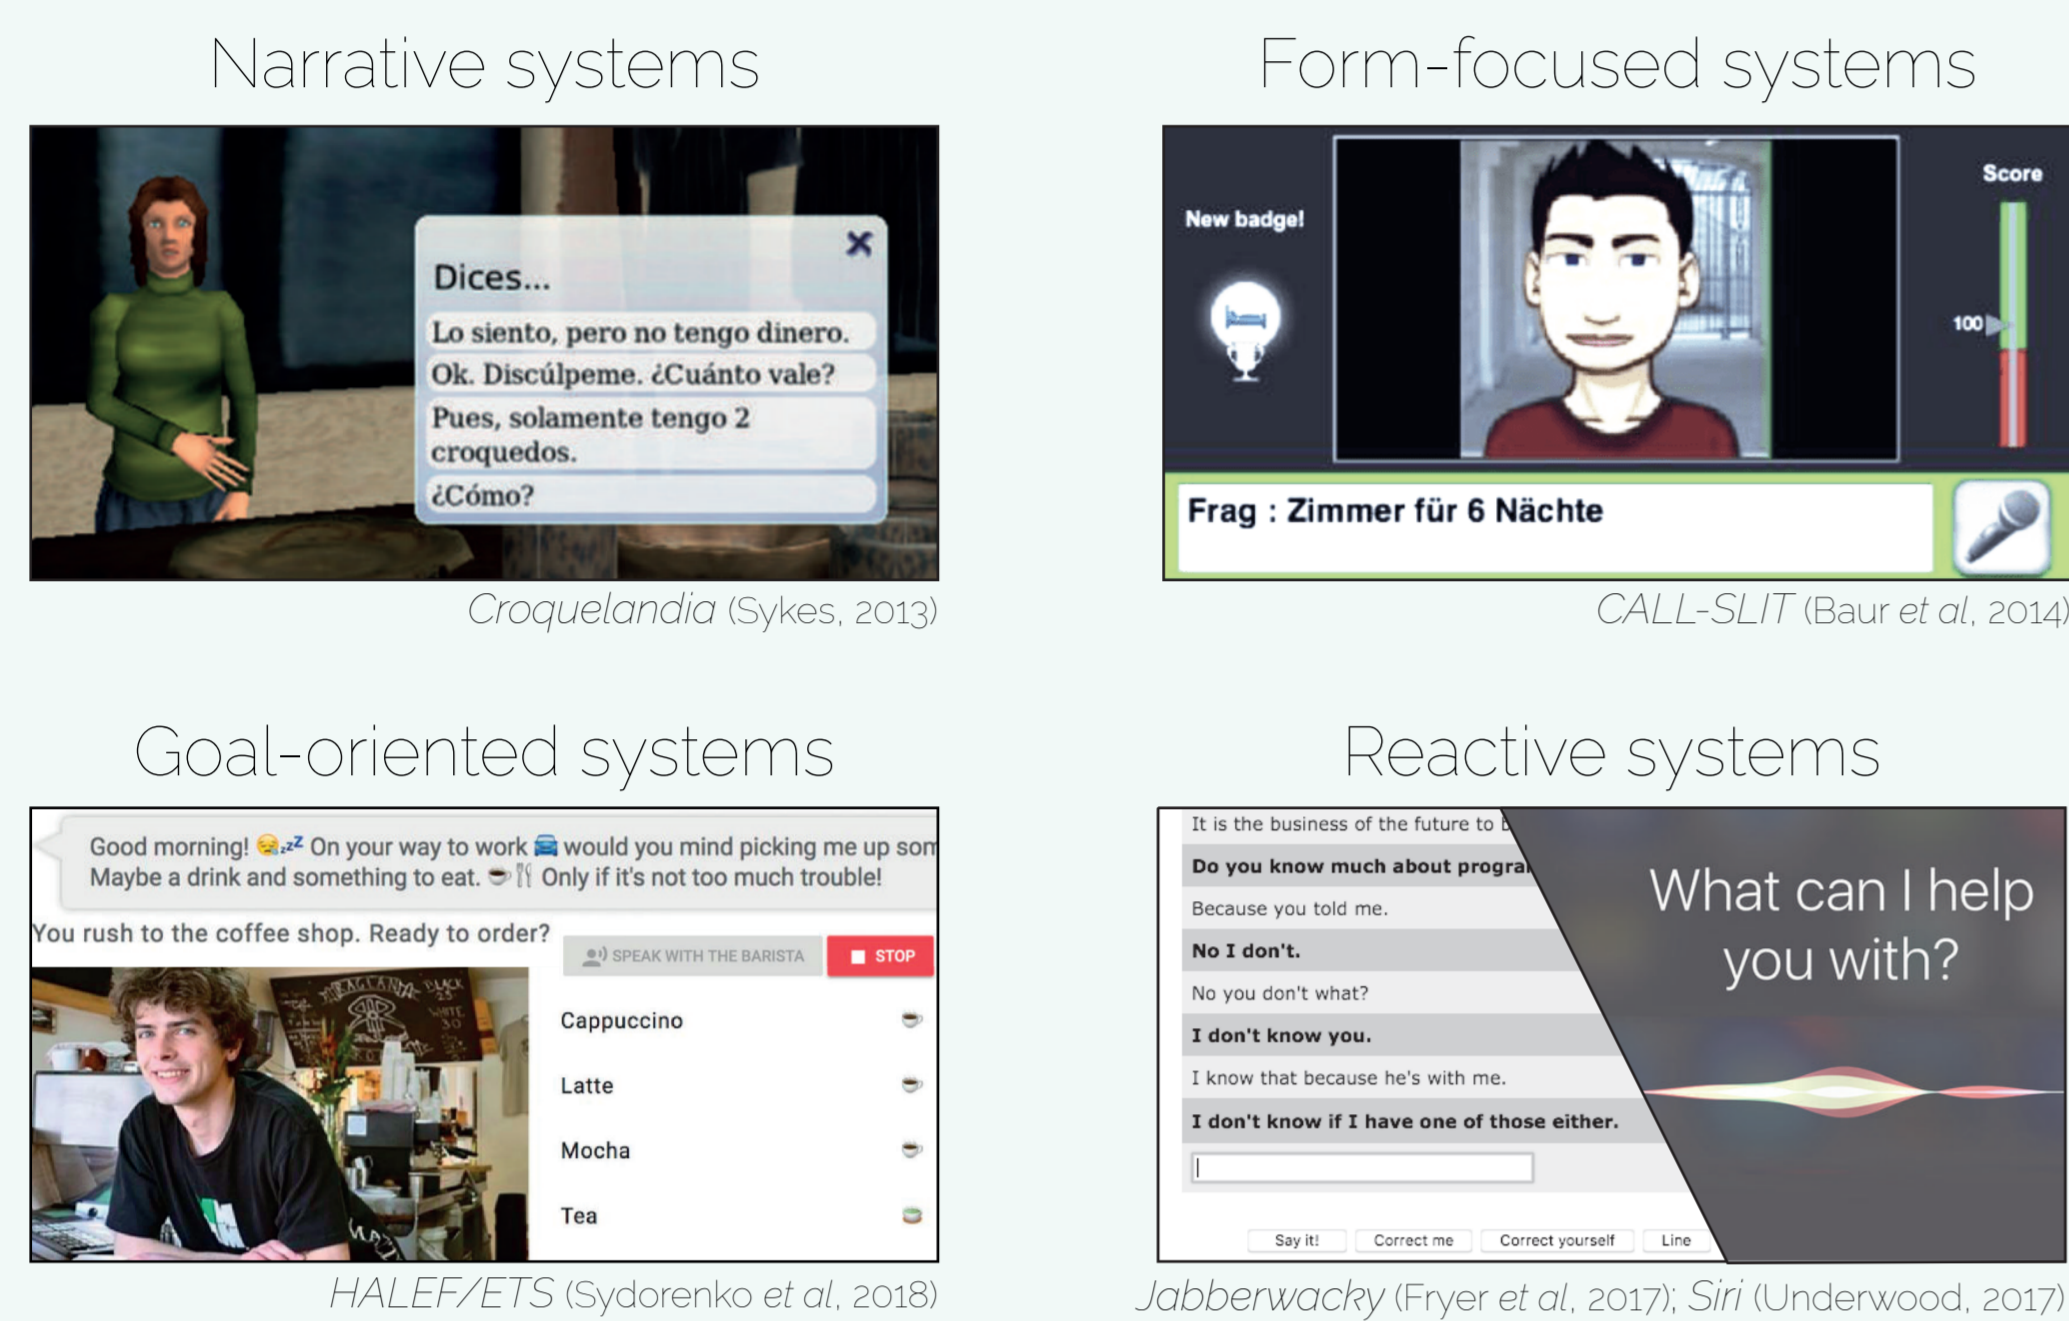 Narrative systems
Dices...
Lo siento, pero no tengo dinero.
Ok. Discúlpeme. ¿Cuánto vale?
Pues, solamente tengo 2
croquedos.
¿Cómo?
Croquelandia (Sykes, 2013)
Form-focused systems
New badge!
Score
100
Frag : Zimmer für 6 Nächte
CALL-SLIT (Baur et al, 2014)
Goal-oriented systems
Good morning! 😪💤 On your way to work 🚘 would you mind picking me up som
Maybe a drink and something to eat. ☕🍴 Only if it's not too much trouble!
You rush to the coffee shop. Ready to order?
SPEAK WITH THE BARISTA
STOP
RAGLAN
BLACK
WHITE
30
Cappuccino
Latte
Mocha
Tea
HALEF/ETS (Sydorenko et al, 2018)
Reactive systems
It is the business of the future to b
Do you know much about progra
Because you told me.
No I don't.
No you don't what?
I don't know you.
I know that because he's with me.
I don't know if I have one of those either.
Say it!
Correct me
Correct yourself
Line
What can I help
you with?
Jabberwacky (Fryer et al, 2017); Siri (Underwood, 2017)